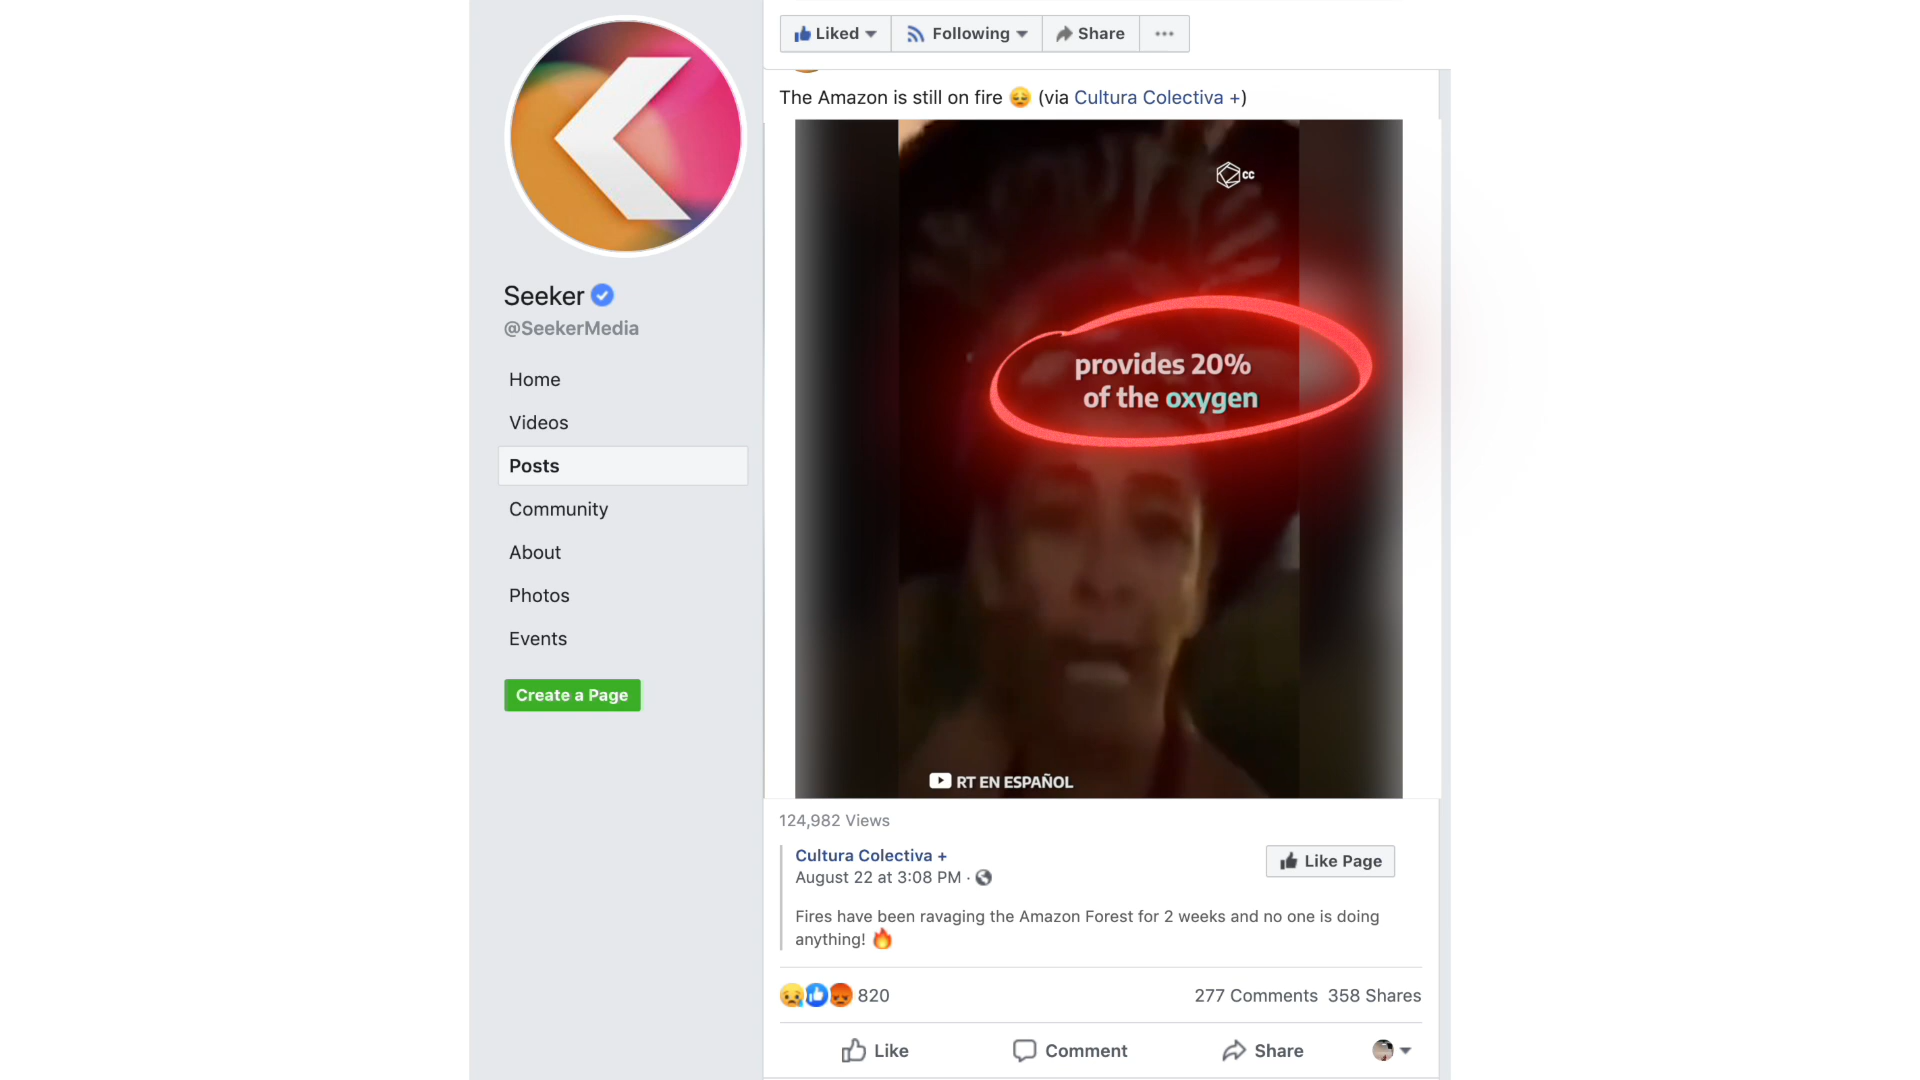 Liked
Following
Share
The Amazon is still on fire 😔 (via Cultura Colectiva +)
cc
provides 20%
of the oxygen
RT EN ESPAÑOL
Seeker
@SeekerMedia
Home
Videos
Posts
Community
About
Photos
Events
Create a Page
124,982 Views
Cultura Colectiva +
August 22 at 3:08 PM ·
Like Page
Fires have been ravaging the Amazon Forest for 2 weeks and no one is doing
anything! 🔥
820
277 Comments 358 Shares
Like
Comment
Share